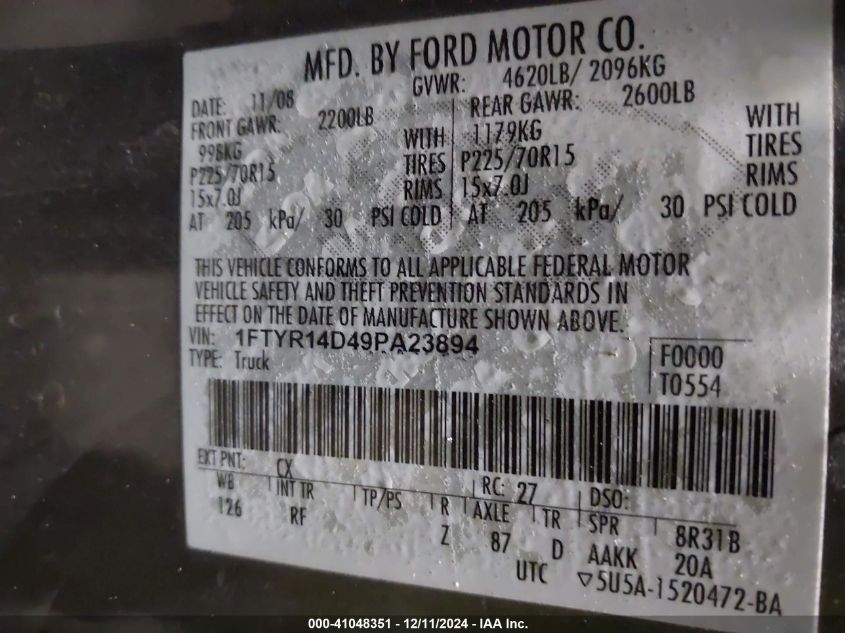 MFD. BY FORD MOTOR CO.
DATE: 11/08 GVWR: 4620LB/ 2096KG
FRONT GAWR: 2200LB REAR GAWR: 2600LB
998KG WITH 1179KG WITH
P225/70R15 TIRES P225/70R15 TIRES
15x7.0J RIMS 15x7.0J RIMS
AT 205 kPa/ 30 PSI COLD AT 205 kPa/ 30 PSI COLD
THIS VEHICLE CONFORMS TO ALL APPLICABLE FEDERAL MOTOR
VEHICLE SAFETY AND THEFT PREVENTION STANDARDS IN
EFFECT ON THE DATE OF MANUFACTURE SHOWN ABOVE.
VIN: 1FTYR14D49PA23894 F0000
TYPE: Truck T0554
EXT PNT: CX RC: 27 DSO:
WB INT TR TP/PS R AXLE TR SPR 8R31B
126 RF Z 87 D AAKK 20A
UTC ▽5U5A-1520472-BA
000-41048351 - 12/11/2024 - IAA Inc.